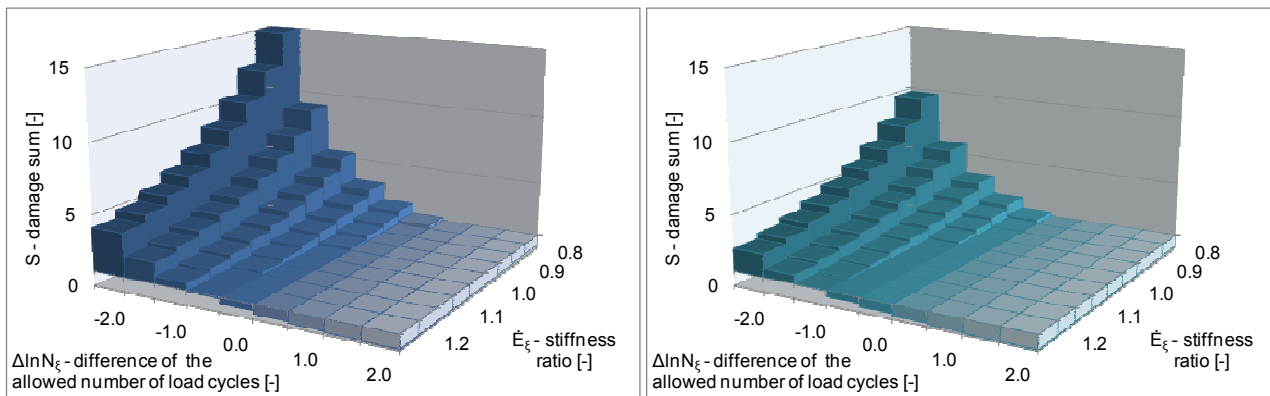 15
10
5
0
S - damage sum [-]
-2.0
-1.0
0.0
1.0
2.0
0.8
0.9
1.0
1.1
1.2
ΔlnNξ - difference of the
allowed number of load cycles [-]
Ėξ - stiffness
ratio [-]
15
10
5
0
S - damage sum [-]
-2.0
-1.0
0.0
1.0
2.0
0.8
0.9
1.0
1.1
1.2
ΔlnNξ - difference of the
allowed number of load cycles [-]
Ėξ - stiffness
ratio [-]